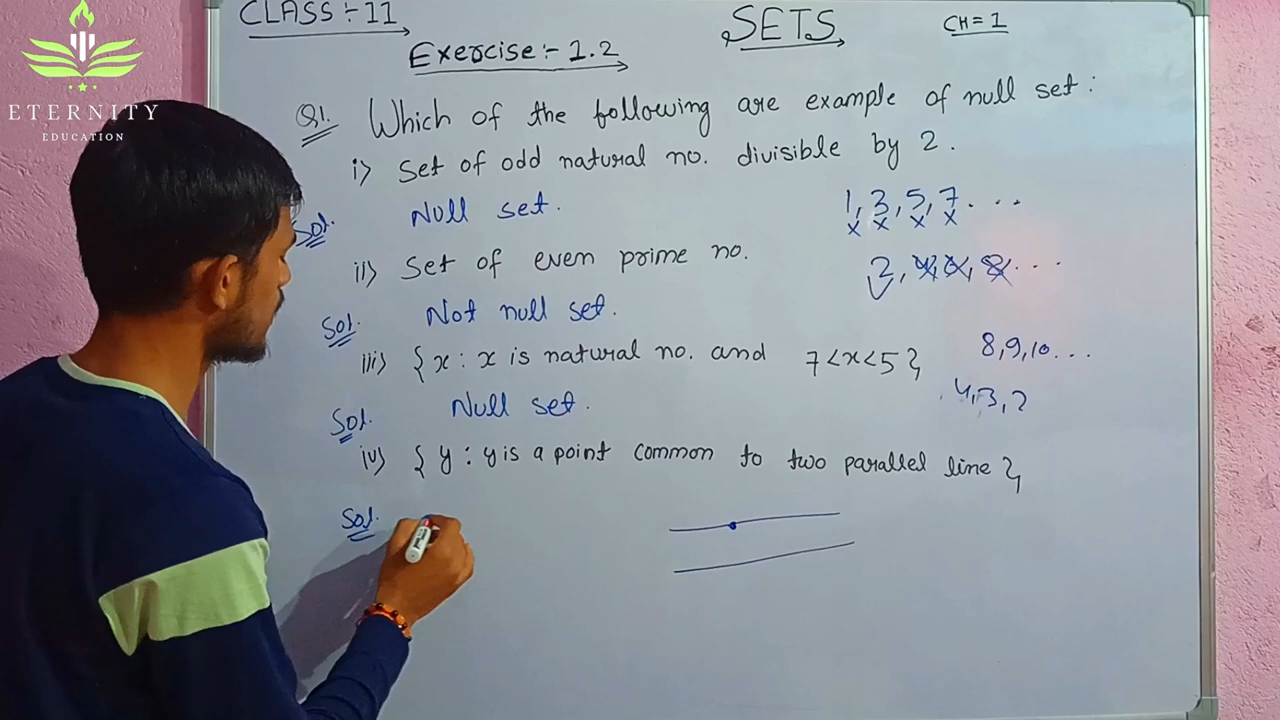 CLASS :- 11
SETS
CH = 1
Exercise :- 1.2
ETERNITY
EDUCATION
Q1. Which of the following are example of null set :
i) Set of odd natural no. divisible by 2.
Sol. Null set.
1, 3, 5, 7 . . .
x x x x
ii) Set of even prime no.
2, 4, 6, 8 . . .
Sol. Not null set.
iii) { x : x is natural no. and 7 < x < 5 }
8, 9, 10 . . .
4, 3, 2
Sol. Null set.
iv) { y : y is a point common to two parallel line }
Sol.